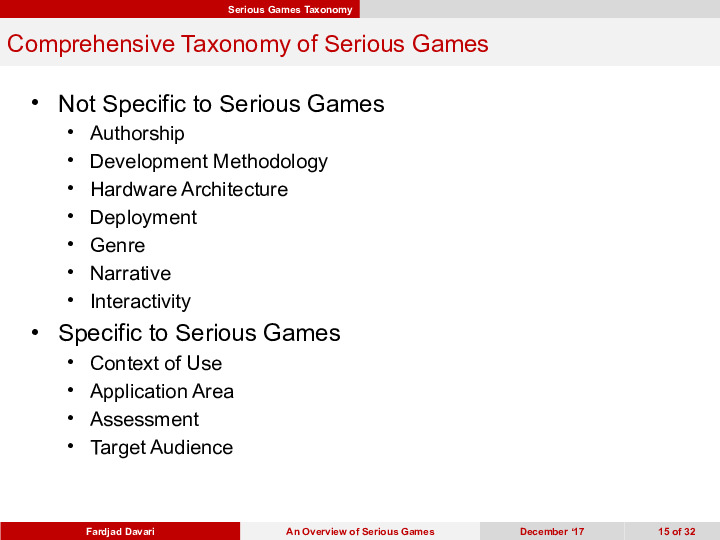 Serious Games Taxonomy
Comprehensive Taxonomy of Serious Games
• Not Specific to Serious Games
• Authorship
• Development Methodology
• Hardware Architecture
• Deployment
• Genre
• Narrative
• Interactivity
• Specific to Serious Games
• Context of Use
• Application Area
• Assessment
• Target Audience
Fardjad Davari An Overview of Serious Games December ‘17 15 of 32